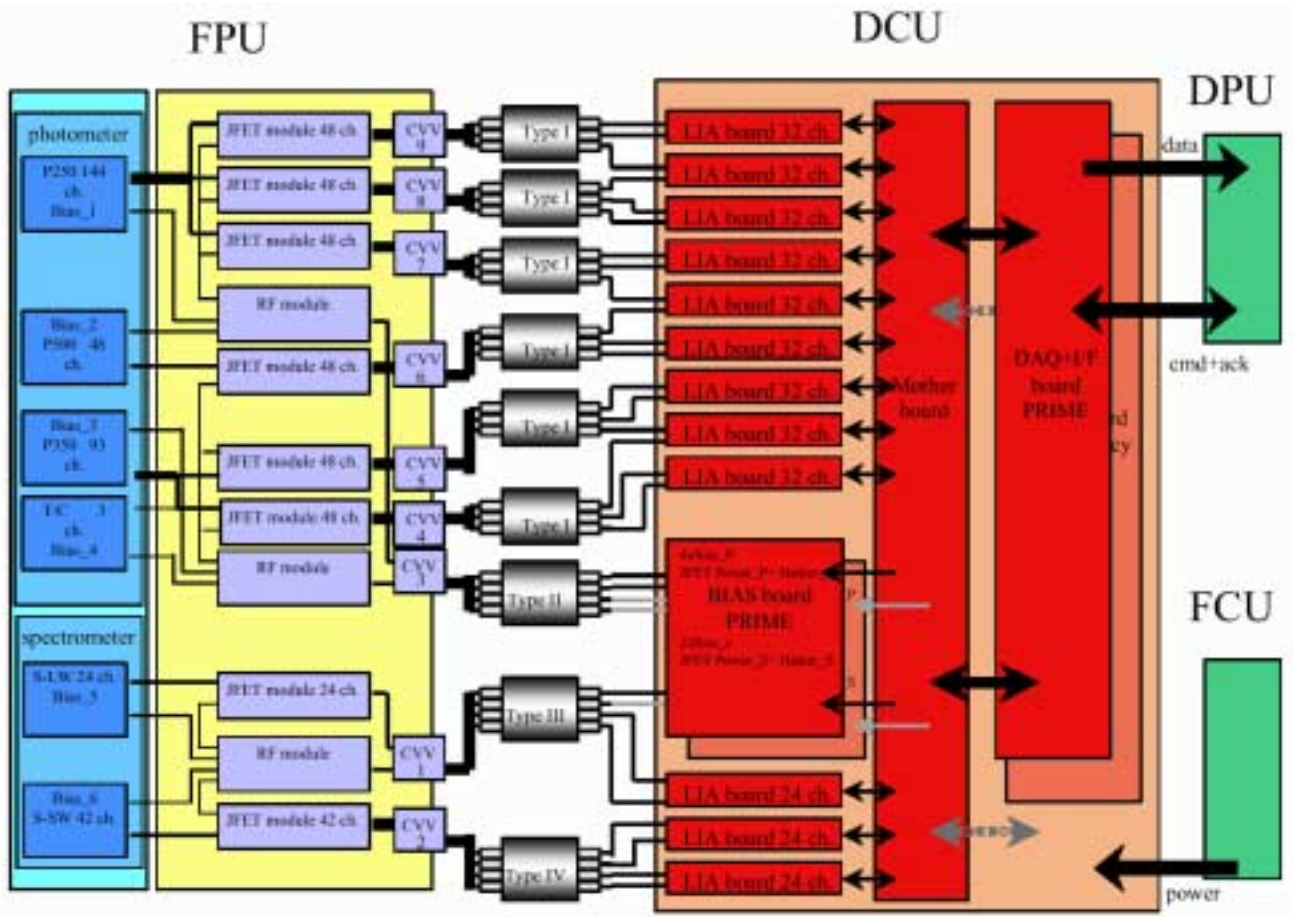 FPU
DCU
DPU
FCU
photometer
P250 144
ch.
Bias_1
Bias_2
P500 48
ch.
Bias_3
P350 93
ch.
T/C 3
ch.
Bias_4
spectrometer
S-LW 24 ch.
Bias_5
Bias_6
S-SW 42 ch.
JFET module 48 ch.
JFET module 48 ch.
JFET module 48 ch.
RF module
JFET module 48 ch.
JFET module 48 ch.
JFET module 48 ch.
RF module
JFET module 24 ch.
RF module
JFET module 42 ch.
CVV
9
CVV
8
CVV
7
CVV
6
CVV
5
CVV
4
CVV
3
CVV
1
CVV
2
Type I
Type I
Type I
Type I
Type I
Type I
Type II
Type III
Type IV
LIA board 32 ch.
LIA board 32 ch.
LIA board 32 ch.
LIA board 32 ch.
LIA board 32 ch.
LIA board 32 ch.
LIA board 32 ch.
LIA board 32 ch.
LIA board 32 ch.
BIAS board
PRIME
P
S
LIA board 24 ch.
LIA board 24 ch.
LIA board 24 ch.
Mother
board
DAQ+I/F
board
PRIME
data
cmd+ack
power